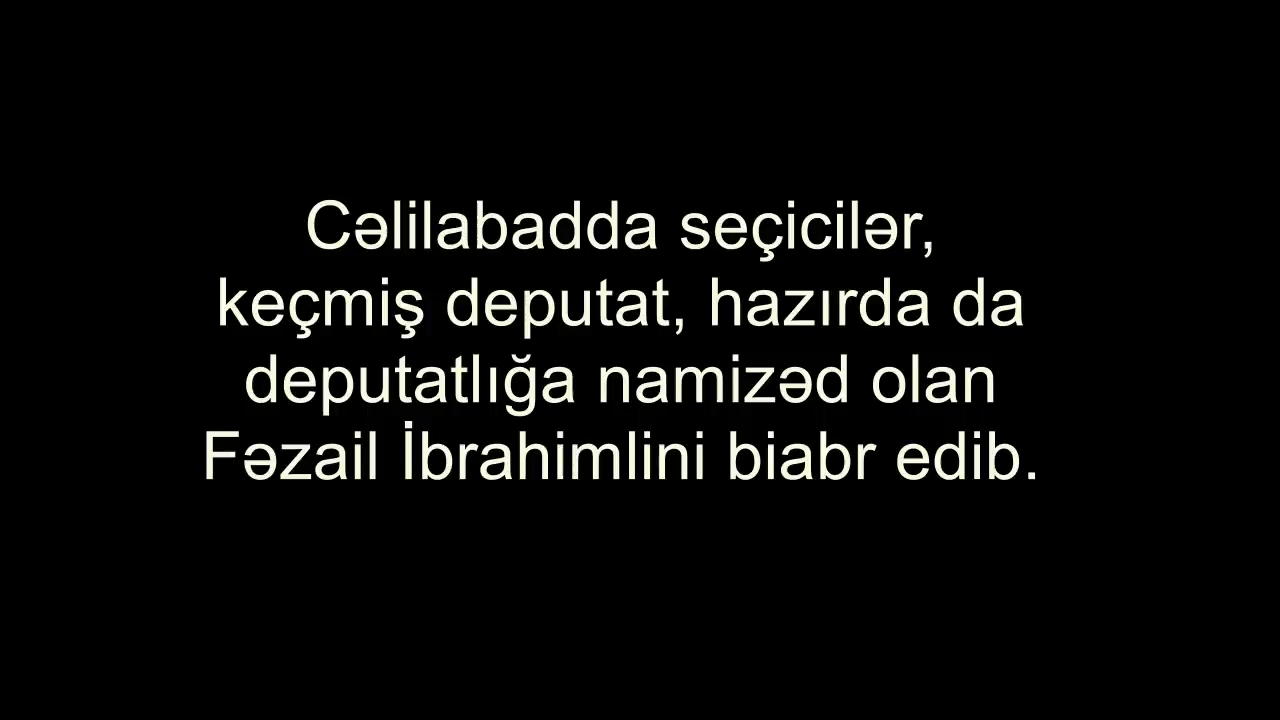 Cəlilabadda seçicilər,
keçmiş deputat, hazırda da
deputatlığa namizəd olan
Fəzail İbrahimlini biabr edib.